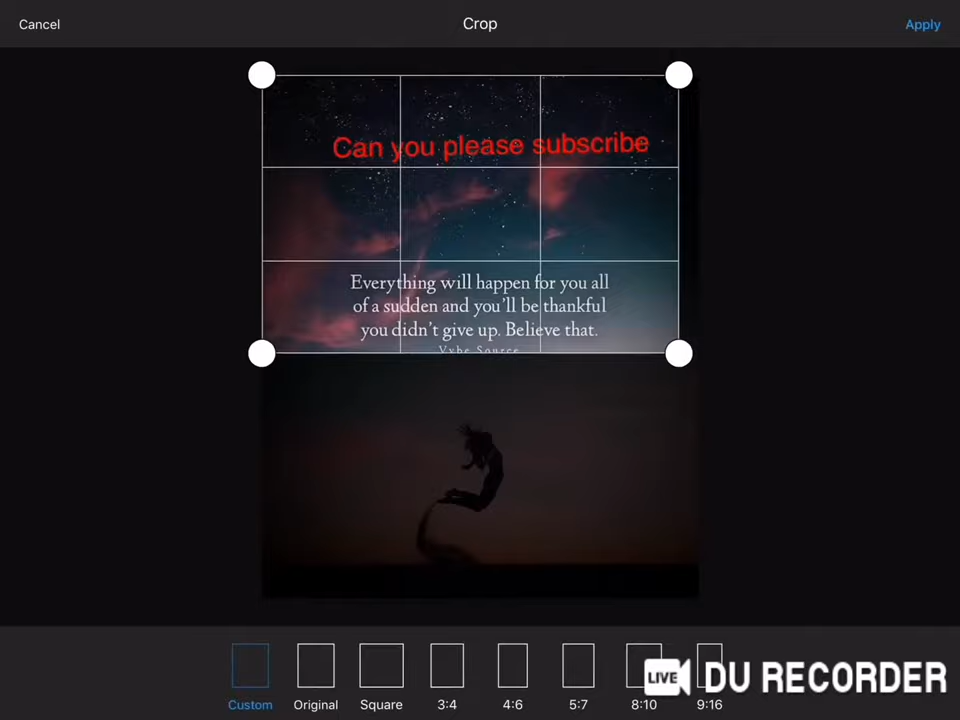 Cancel
Crop
Apply
Can you please subscribe
Everything will happen for you all
of a sudden and you'll be thankful
you didn't give up. Believe that.
Vybe Source
Custom
Original
Square
3:4
4:6
5:7
8:10
9:16
LIVE
DU RECORDER